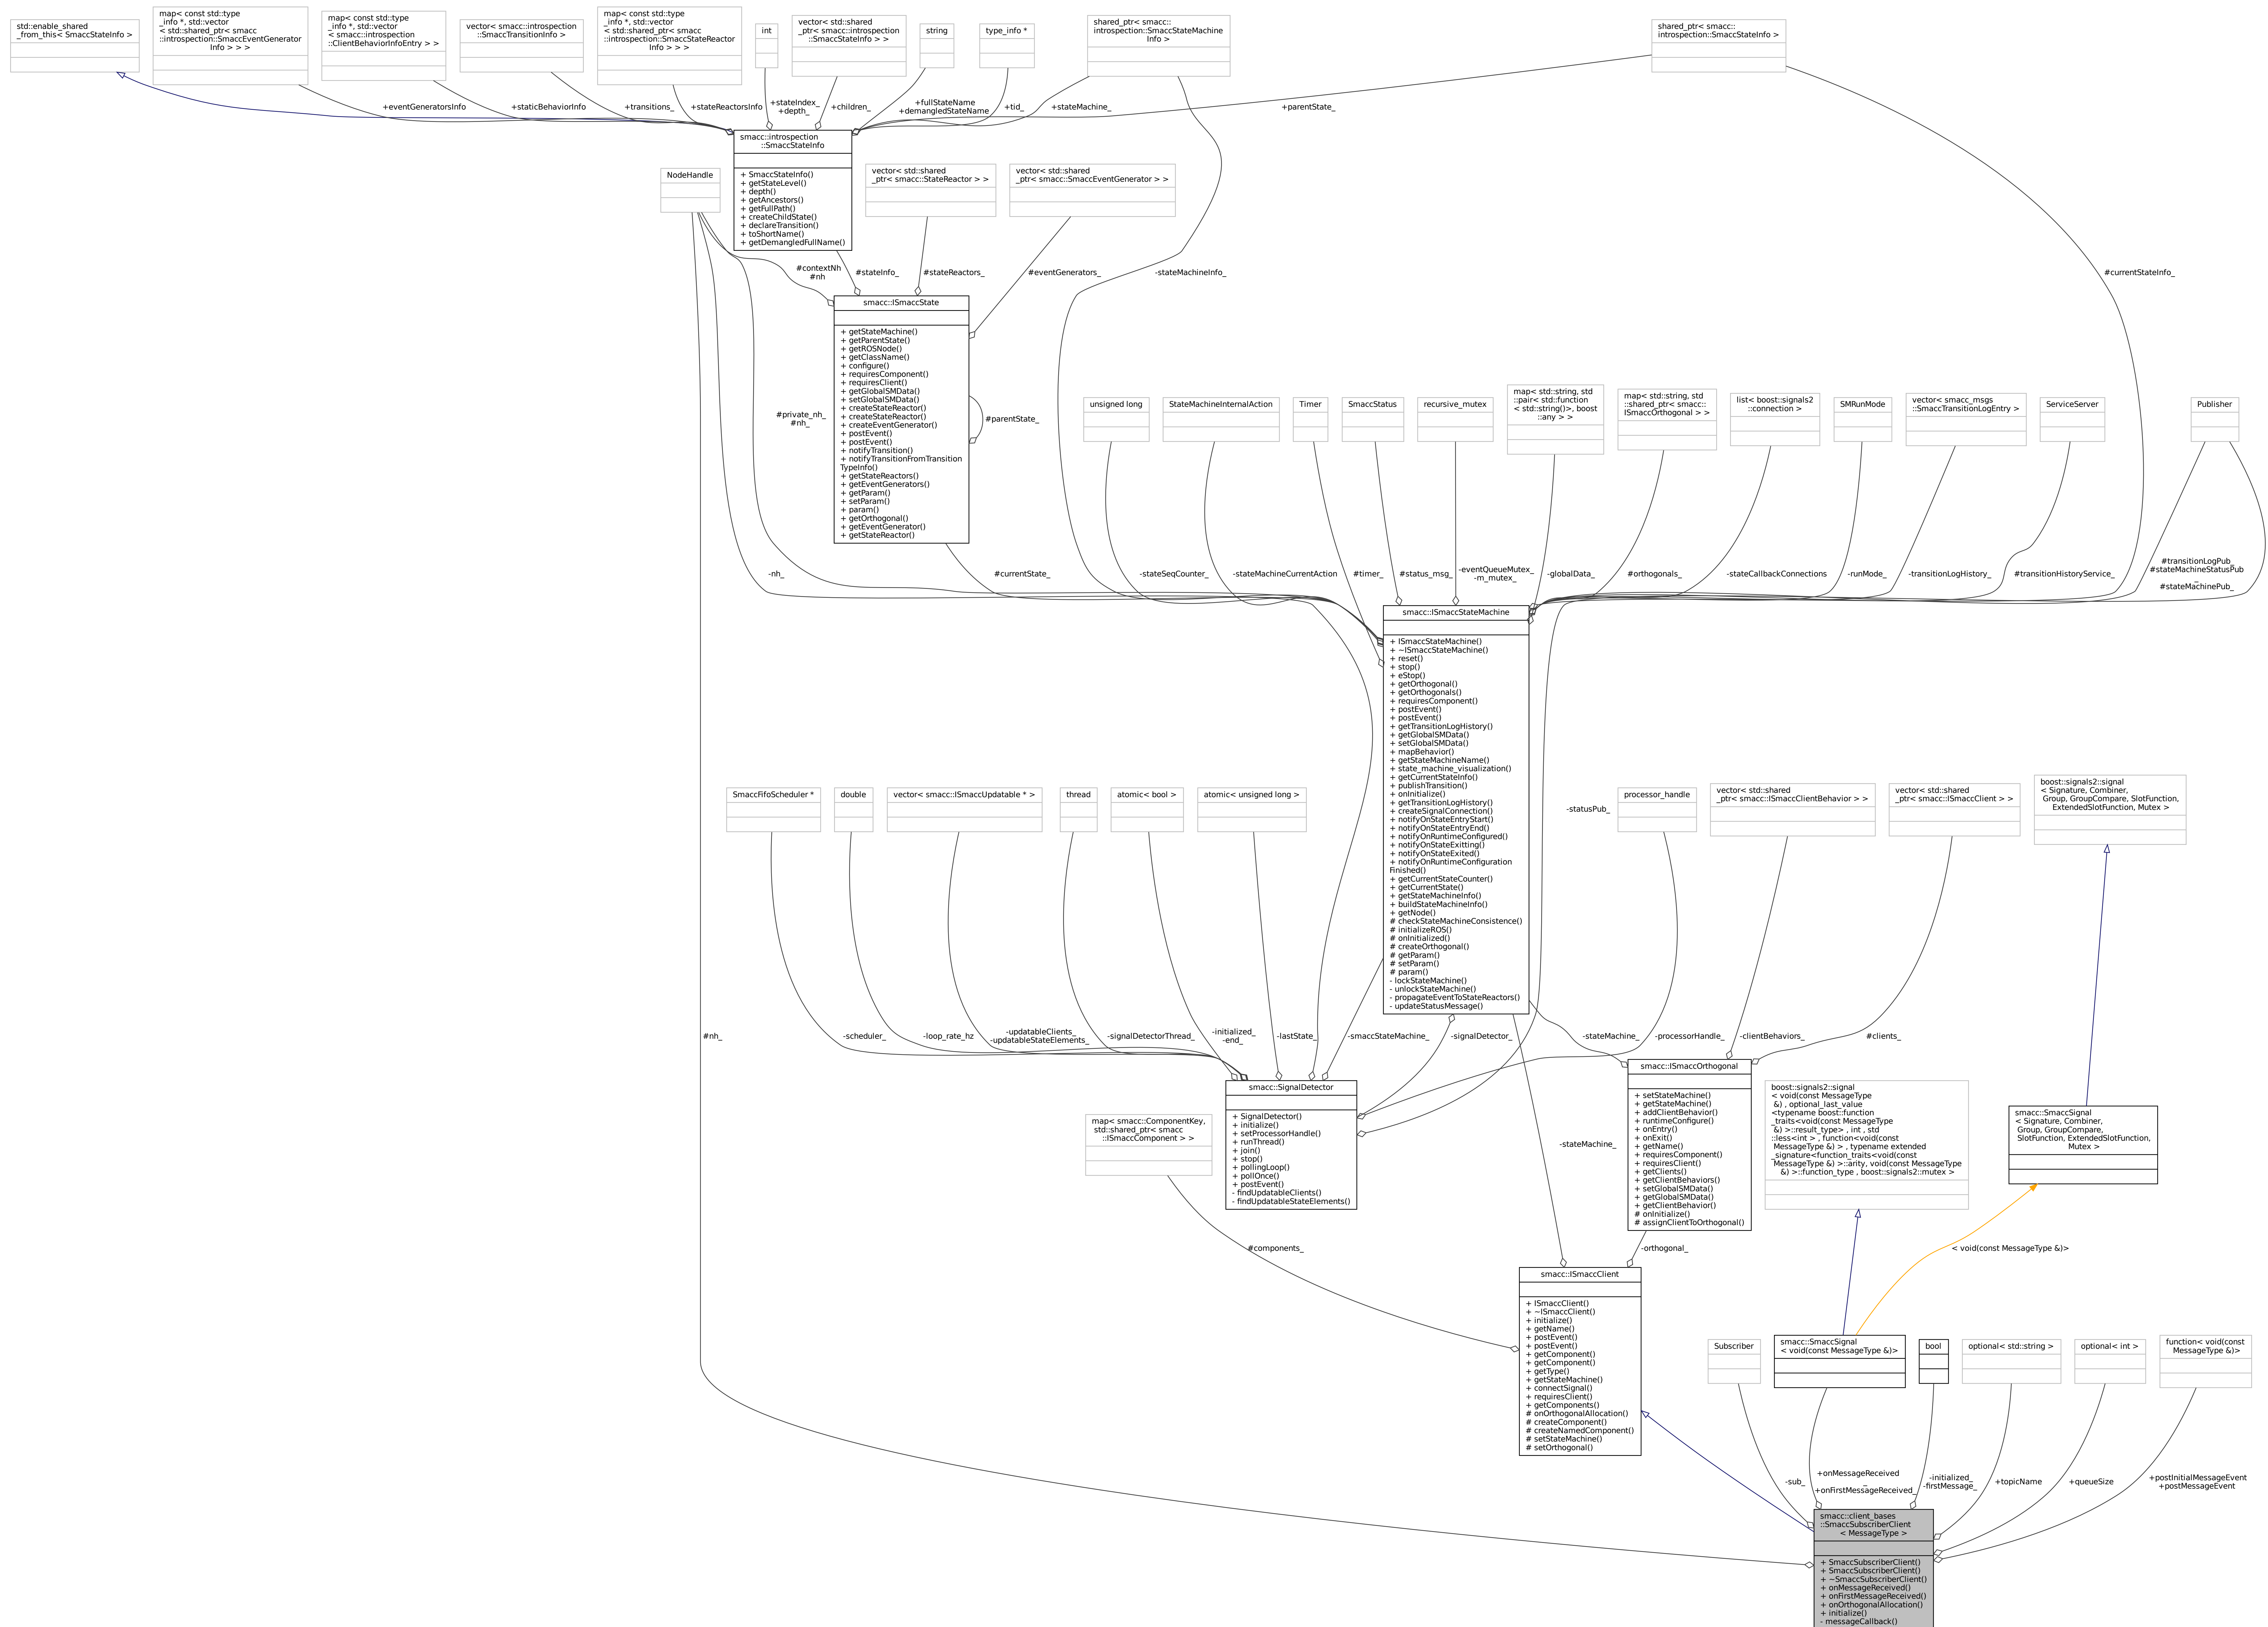 std::enable_shared
_from_this< SmaccStateInfo >
map< const std::type
_info *, std::vector
< std::shared_ptr< smacc
::introspection::SmaccEventGenerator
Info > > >
map< const std::type
_info *, std::vector
< smacc::introspection
::ClientBehaviorInfoEntry > >
vector< smacc::introspection
::SmaccTransitionInfo >
map< const std::type
_info *, std::vector
< std::shared_ptr< smacc
::introspection::SmaccStateReactor
Info > > >
int
vector< std::shared
_ptr< smacc::introspection
::SmaccStateInfo > >
string
type_info *
shared_ptr< smacc::
introspection::SmaccStateMachine
Info >
shared_ptr< smacc::
introspection::SmaccStateInfo >
+eventGeneratorsInfo
+staticBehaviorInfo
+transitions_
+stateReactorsInfo
+stateIndex_
+depth_
+children_
+fullStateName
+demangledStateName
+tid_
+stateMachine_
+parentState_
smacc::introspection
::SmaccStateInfo
+ SmaccStateInfo()
+ getStateLevel()
+ depth()
+ getAncestors()
+ getFullPath()
+ createChildState()
+ declareTransition()
+ toShortName()
+ getDemangledFullName()
NodeHandle
vector< std::shared
_ptr< smacc::StateReactor > >
vector< std::shared
_ptr< smacc::SmaccEventGenerator > >
#contextNh
#nh
#stateInfo_
#stateReactors_
#eventGenerators_
-stateMachineInfo_
#currentStateInfo_
smacc::ISmaccState
+ getStateMachine()
+ getParentState()
+ getROSNode()
+ getClassName()
+ configure()
+ requiresComponent()
+ requiresClient()
+ getGlobalSMData()
+ setGlobalSMData()
+ createStateReactor()
+ createStateReactor()
+ createEventGenerator()
+ postEvent()
+ postEvent()
+ notifyTransition()
+ notifyTransitionFromTransition
TypeInfo()
+ getStateReactors()
+ getEventGenerators()
+ getParam()
+ setParam()
+ param()
+ getOrthogonal()
+ getEventGenerator()
+ getStateReactor()
#private_nh_
#nh_
#parentState_
unsigned long
StateMachineInternalAction
Timer
SmaccStatus
recursive_mutex
map< std::string, std
::pair< std::function
< std::string()>, boost
::any > >
map< std::string, std
::shared_ptr< smacc::
ISmaccOrthogonal > >
list< boost::signals2
::connection >
SMRunMode
vector< smacc_msgs
::SmaccTransitionLogEntry >
ServiceServer
Publisher
-nh_
#currentState_
-stateSeqCounter_
-stateMachineCurrentAction
#timer_
#status_msg_
-eventQueueMutex_
-m_mutex_
-globalData_
#orthogonals_
-stateCallbackConnections
-runMode_
-transitionLogHistory_
#transitionHistoryService_
#transitionLogPub_
#stateMachineStatusPub
_
#stateMachinePub_
smacc::ISmaccStateMachine
+ ISmaccStateMachine()
+ ~ISmaccStateMachine()
+ reset()
+ stop()
+ eStop()
+ getOrthogonal()
+ getOrthogonals()
+ requiresComponent()
+ postEvent()
+ postEvent()
+ getTransitionLogHistory()
+ getGlobalSMData()
+ setGlobalSMData()
+ mapBehavior()
+ getStateMachineName()
+ state_machine_visualization()
+ getCurrentStateInfo()
+ publishTransition()
+ onInitialize()
+ getTransitionLogHistory()
+ createSignalConnection()
+ notifyOnStateEntryStart()
+ notifyOnStateEntryEnd()
+ notifyOnRuntimeConfigured()
+ notifyOnStateExitting()
+ notifyOnStateExited()
+ notifyOnRuntimeConfiguration
Finished()
+ getCurrentStateCounter()
+ getCurrentState()
+ getStateMachineInfo()
+ buildStateMachineInfo()
+ getNode()
# checkStateMachineConsistence()
# initializeROS()
# onInitialized()
# createOrthogonal()
# getParam()
# setParam()
# param()
- lockStateMachine()
- unlockStateMachine()
- propagateEventToStateReactors()
- updateStatusMessage()
SmaccFifoScheduler *
double
vector< smacc::ISmaccUpdatable * >
thread
atomic< bool >
atomic< unsigned long >
-statusPub_
processor_handle
vector< std::shared
_ptr< smacc::ISmaccClientBehavior > >
vector< std::shared
_ptr< smacc::ISmaccClient > >
boost::signals2::signal
< Signature, Combiner,
Group, GroupCompare, SlotFunction,
ExtendedSlotFunction, Mutex >
#nh_
-scheduler_
-loop_rate_hz
-updatableClients_
-updatableStateElements_
-signalDetectorThread_
-initialized_
-end_
-lastState_
-smaccStateMachine_
-signalDetector_
-stateMachine_
-processorHandle_
-clientBehaviors_
#clients_
smacc::SignalDetector
+ SignalDetector()
+ initialize()
+ setProcessorHandle()
+ runThread()
+ join()
+ stop()
+ pollingLoop()
+ pollOnce()
+ postEvent()
- findUpdatableClients()
- findUpdatableStateElements()
smacc::ISmaccOrthogonal
+ setStateMachine()
+ getStateMachine()
+ addClientBehavior()
+ runtimeConfigure()
+ onEntry()
+ onExit()
+ getName()
+ requiresComponent()
+ requiresClient()
+ getClients()
+ getClientBehaviors()
+ setGlobalSMData()
+ getGlobalSMData()
+ getClientBehavior()
# onInitialize()
# assignClientToOrthogonal()
map< smacc::ComponentKey,
std::shared_ptr< smacc
::ISmaccComponent > >
boost::signals2::signal
< void(const MessageType
&) , optional_last_value
<typename boost::function
_traits<void(const MessageType
&) >::result_type> , int , std
::less<int > , function<void(const
MessageType &) > , typename extended
_signature<function_traits<void(const
MessageType &) >::arity, void(const MessageType
&) >::function_type , boost::signals2::mutex >
smacc::SmaccSignal
< Signature, Combiner,
Group, GroupCompare,
SlotFunction, ExtendedSlotFunction,
Mutex >
-stateMachine_
#components_
-orthogonal_
< void(const MessageType &)>
smacc::ISmaccClient
+ ISmaccClient()
+ ~ISmaccClient()
+ initialize()
+ getName()
+ postEvent()
+ postEvent()
+ getComponent()
+ getComponent()
+ getType()
+ getStateMachine()
+ connectSignal()
+ requiresClient()
+ getComponents()
# onOrthogonalAllocation()
# createComponent()
# createNamedComponent()
# setStateMachine()
# setOrthogonal()
Subscriber
smacc::SmaccSignal
< void(const MessageType &)>
bool
optional< std::string >
optional< int >
function< void(const
MessageType &)>
-sub_
+onMessageReceived
_
+onFirstMessageReceived_
-initialized_
-firstMessage_
+topicName
+queueSize
+postInitialMessageEvent
+postMessageEvent
smacc::client_bases
::SmaccSubscriberClient
< MessageType >
+ SmaccSubscriberClient()
+ SmaccSubscriberClient()
+ ~SmaccSubscriberClient()
+ onMessageReceived()
+ onFirstMessageReceived()
+ onOrthogonalAllocation()
+ initialize()
- messageCallback()